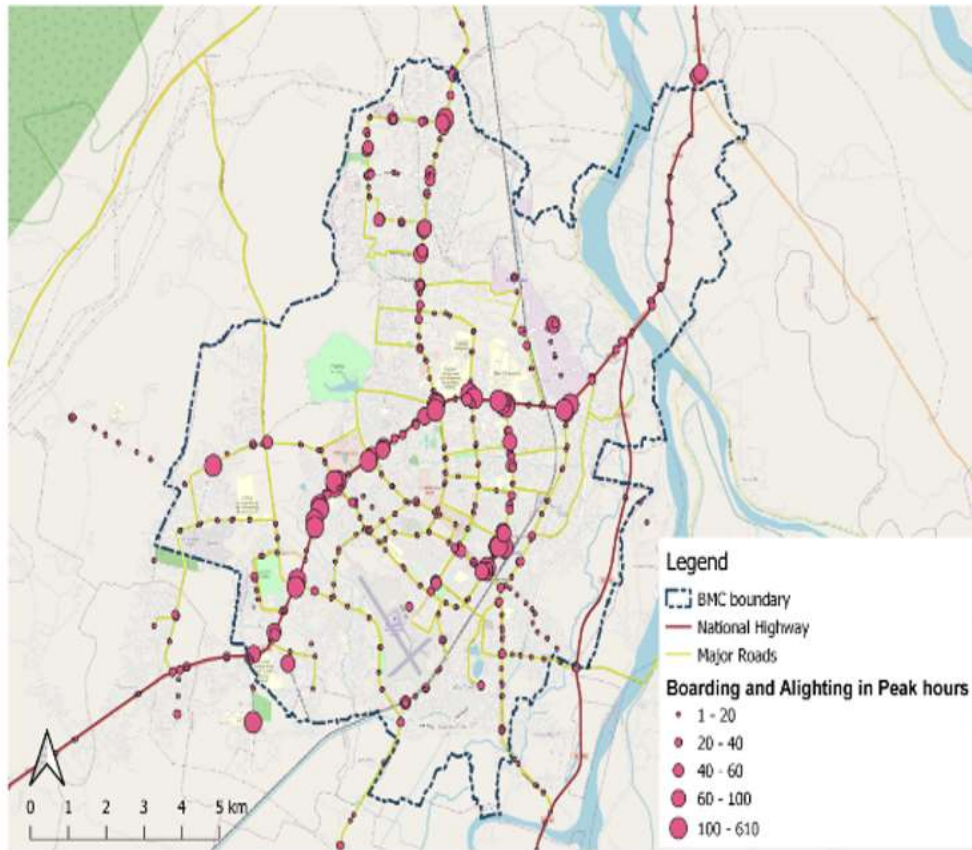 Legend
BMC boundary
National Highway
Major Roads
Boarding and Alighting in Peak hours
1 - 20
20 - 40
40 - 60
60 - 100
100 - 610
0 1 2 3 4 5 km